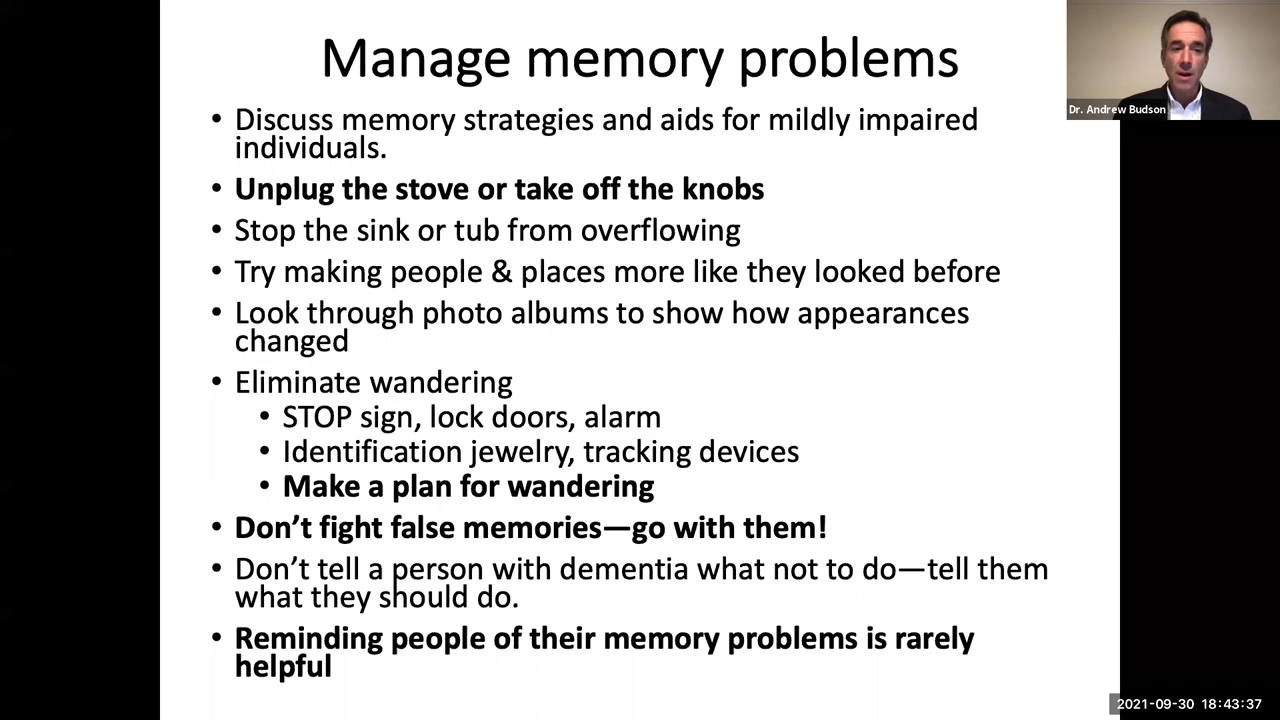 Manage memory problems
Dr. Andrew Budson
• Discuss memory strategies and aids for mildly impaired
individuals.
• Unplug the stove or take off the knobs
• Stop the sink or tub from overflowing
• Try making people & places more like they looked before
• Look through photo albums to show how appearances
changed
• Eliminate wandering
• STOP sign, lock doors, alarm
• Identification jewelry, tracking devices
• Make a plan for wandering
• Don’t fight false memories—go with them!
• Don’t tell a person with dementia what not to do—tell them
what they should do.
• Reminding people of their memory problems is rarely
helpful
2021-09-30 18:43:37